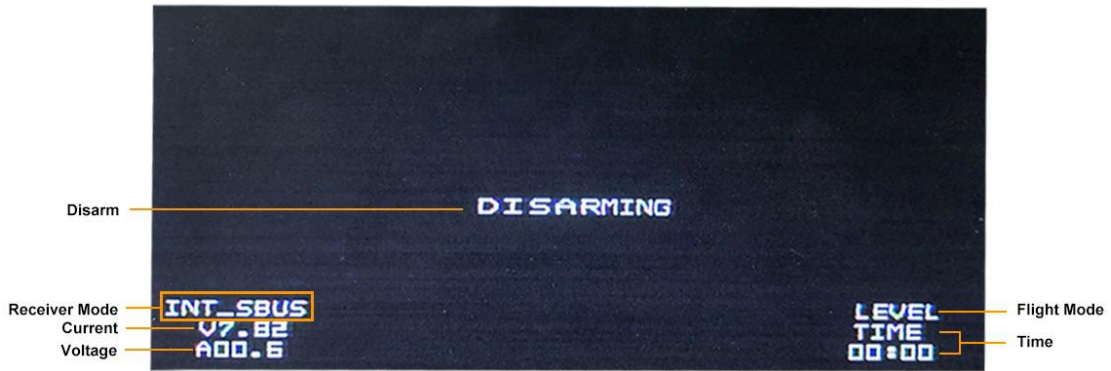 Disarm
DISARMING
Receiver Mode
INT_SBUS
Current
V7.82
Voltage
A00.6
LEVEL
Flight Mode
TIME
00:00
Time